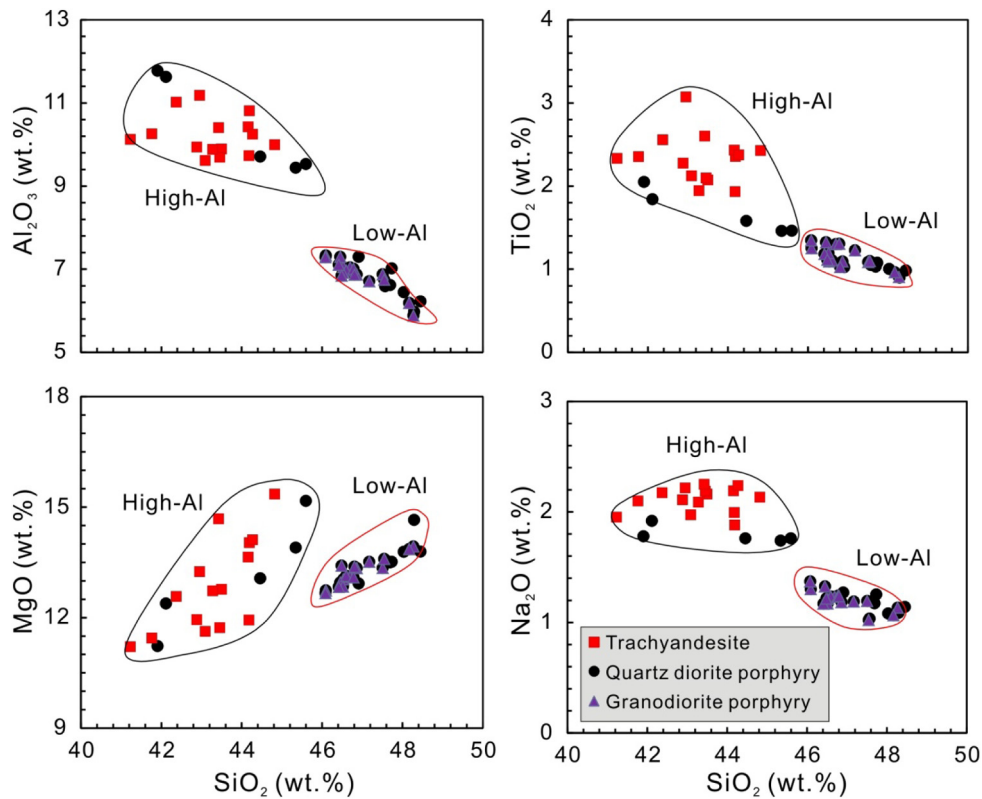 13
11
9
7
5
Al₂O₃ (wt.%)
High-Al
Low-Al
4
3
2
1
0
TiO₂ (wt.%)
High-Al
Low-Al
18
15
12
9
MgO (wt.%)
High-Al
Low-Al
40 42 44 46 48 50
SiO₂ (wt.%)
3
2
1
0
Na₂O (wt.%)
High-Al
Low-Al
Trachyandesite
Quartz diorite porphyry
Granodiorite porphyry
40 42 44 46 48 50
SiO₂ (wt.%)